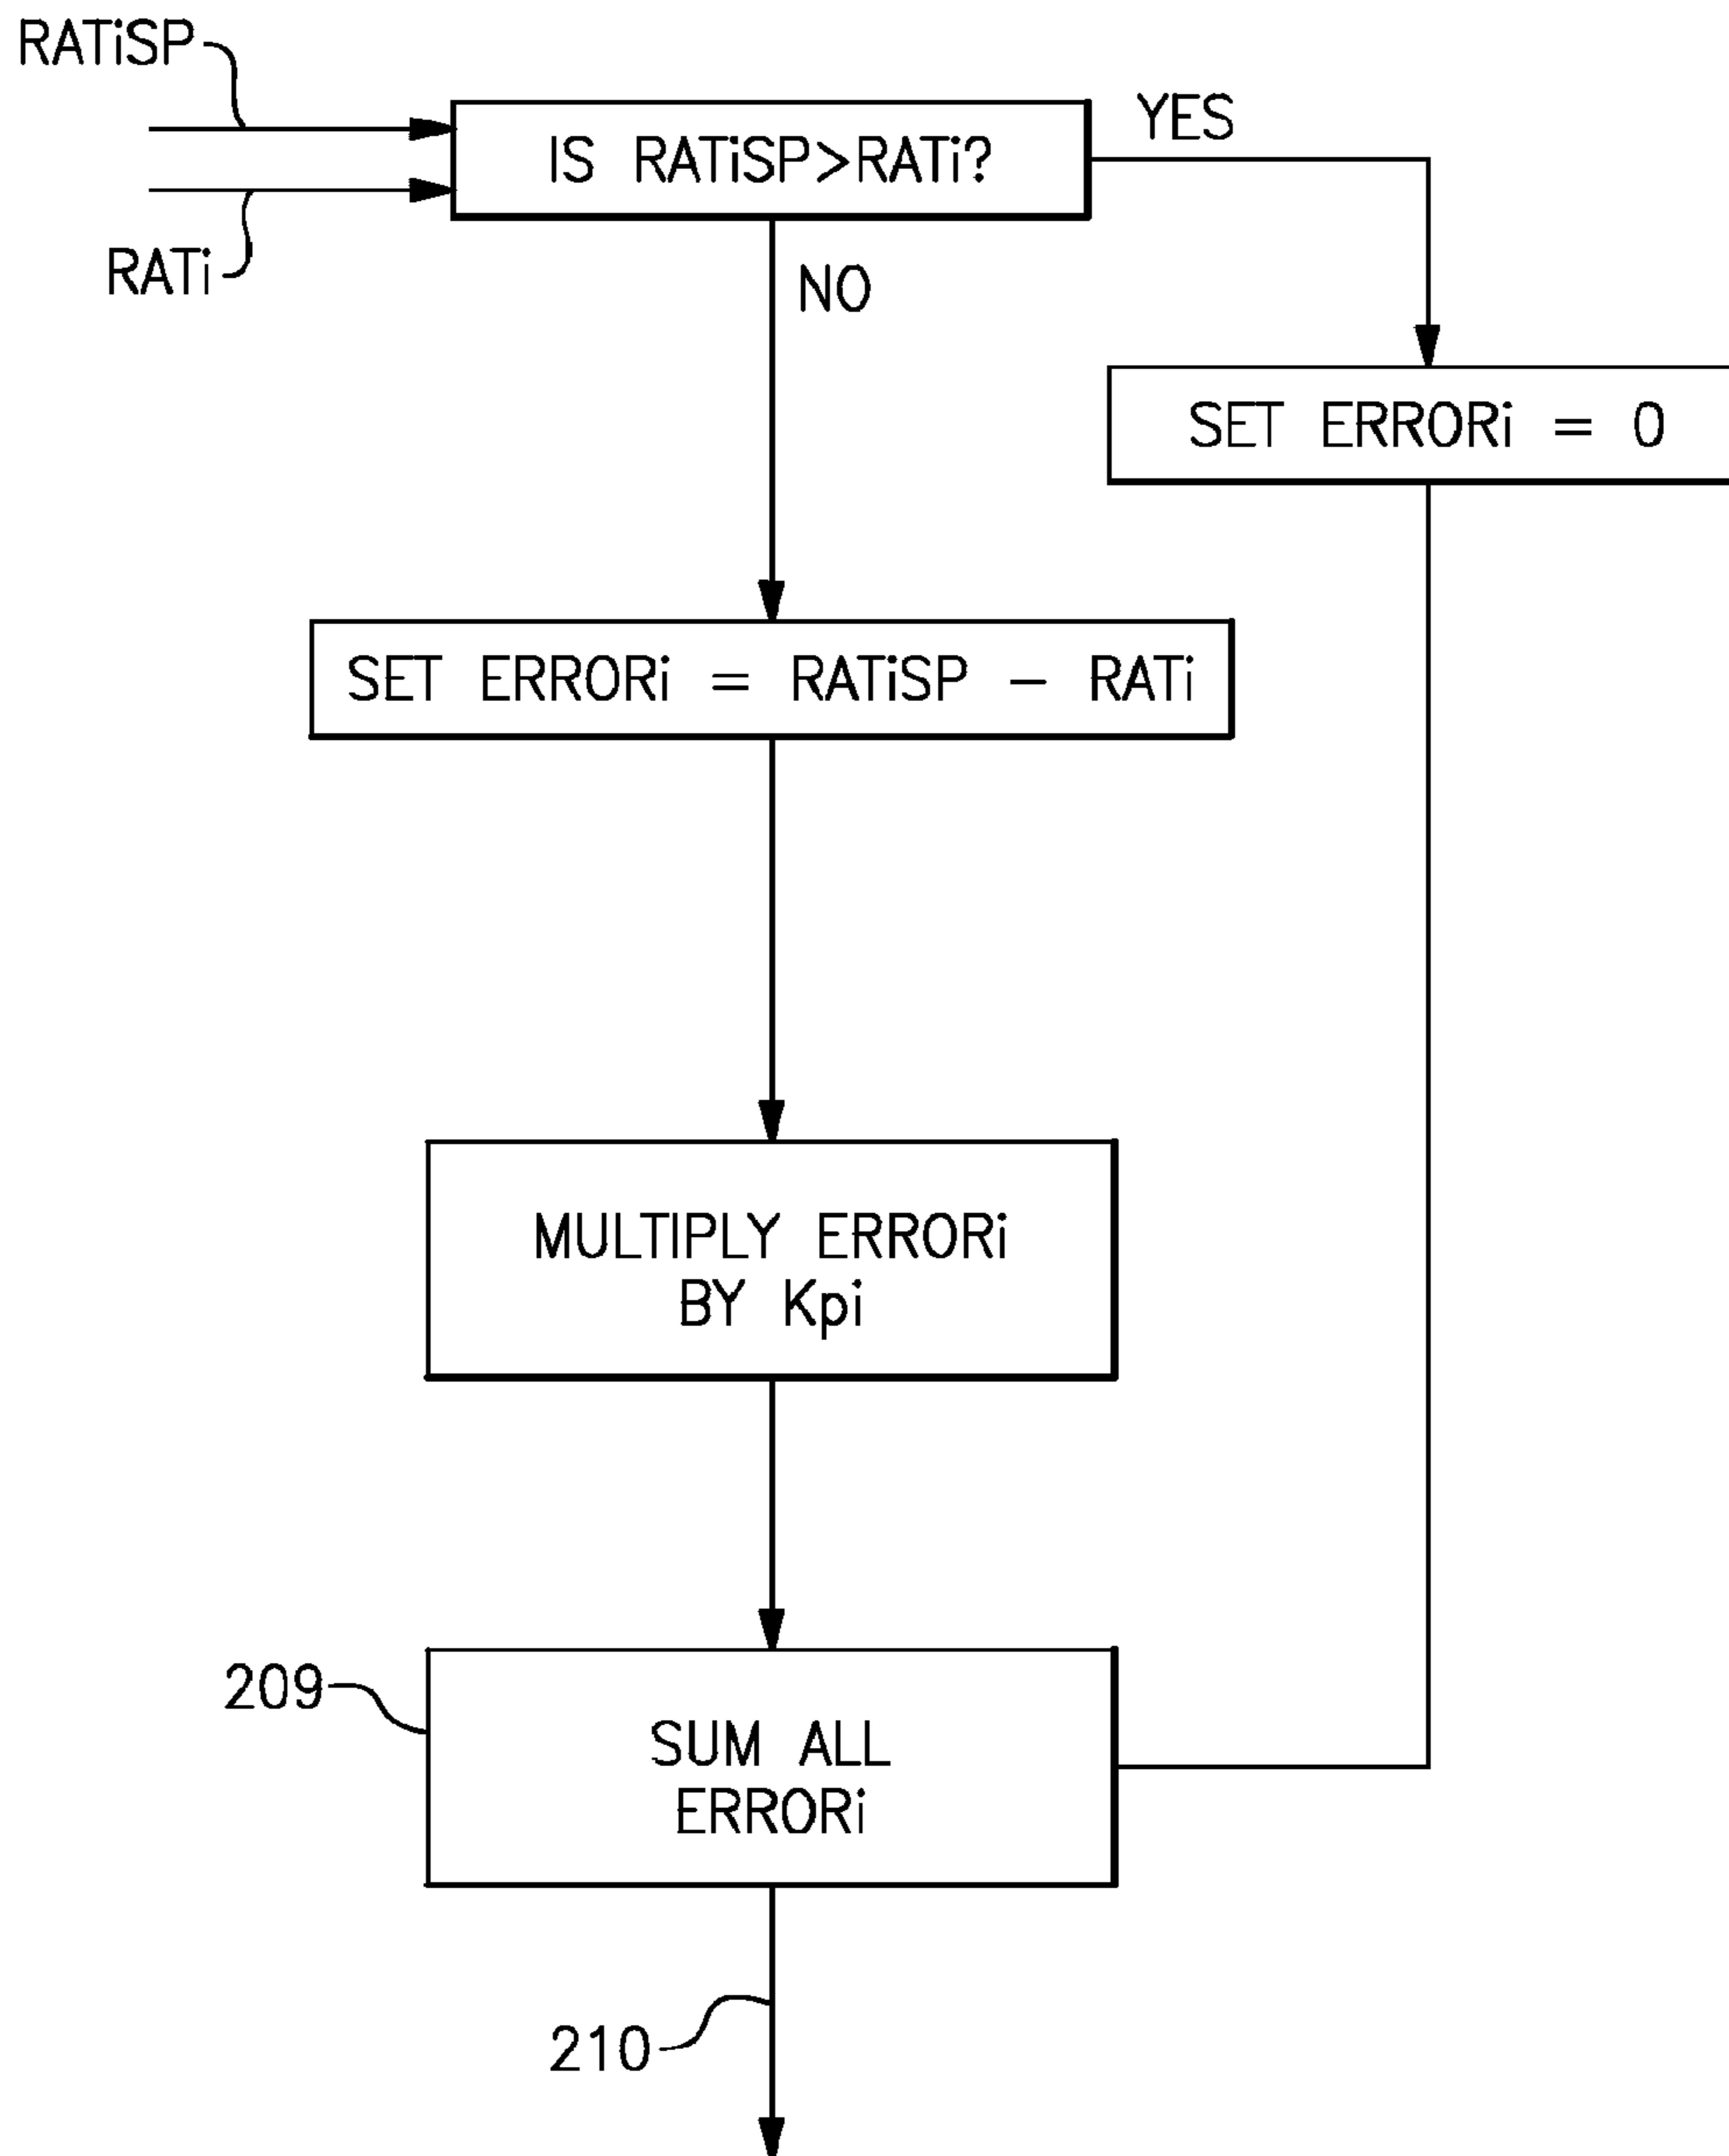 RATiSP
IS RATiSP>RATi?
YES
RATi
NO
SET ERRORi = 0
SET ERRORi = RATiSP – RATi
MULTIPLY ERRORi
BY Kpi
209
SUM ALL
ERRORi
210